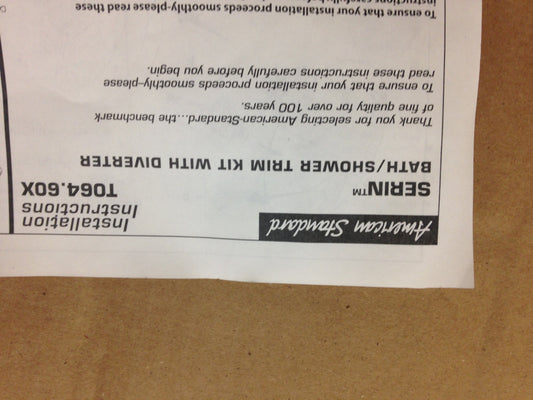 American Standard
Installation
Instructions
SERIN™
T064.60X
BATH/SHOWER TRIM KIT WITH DIVERTER
Thank you for selecting American-Standard...the benchmark
of fine quality for over 100 years.
To ensure that your installation proceeds smoothly--please
read these instructions carefully before you begin.
To ensure that your installation proceeds smoothly-please read these